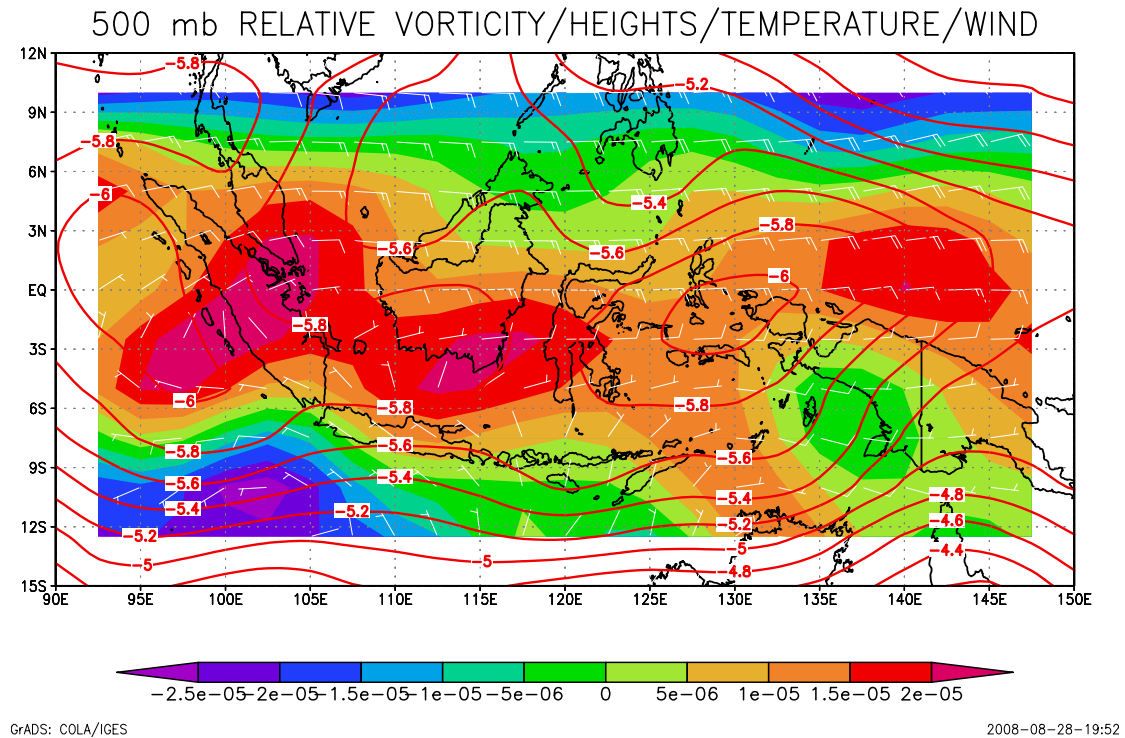 500 mb RELATIVE VORTICITY/HEIGHTS/TEMPERATURE/WIND
12N
−5.8
−5.2
9N
−5.8
6N
−6
−5.4
3N
−5.8
−5.6
−5.6
−6
EQ
−5.8
3S
−6
−5.8
−5.8
6S
−5.8
−5.6
−5.6
9S
−5.6
−5.4
−5.4
−4.8
−5.4
−5.2
−5.2
−4.6
12S
−5.2
−5
−5
−5
−4.4
−4.8
15S
90E 95E 100E 105E 110E 115E 120E 125E 130E 135E 140E 145E 150E
−2.5e−05 −2e−05 −1.5e−05 −1e−05 −5e−06 0 5e−06 1e−05 1.5e−05 2e−05
GrADS: COLA/IGES
2008−08−28−19:52